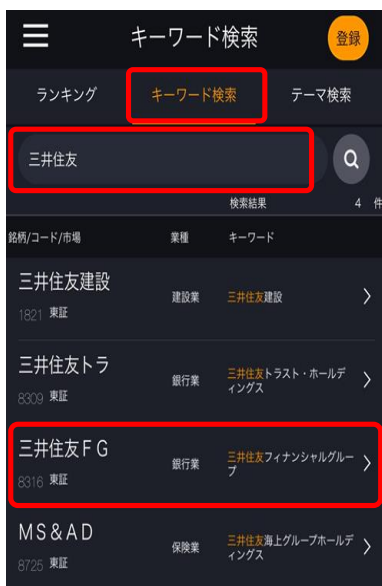 キーワード検索
登録
ランキング キーワード検索 テーマ検索
三井住友
検索結果 4 件
銘柄/コード/市場 業種 キーワード
三井住友建設
1821 東証
建設業
三井住友建設
三井住友トラ
8309 東証
銀行業
三井住友トラスト・ホールデ
ィングス
三井住友ＦＧ
8316 東証
銀行業
三井住友フィナンシャルグルー
プ
ＭＳ＆ＡＤ
8725 東証
保険業
三井住友海上グループホールデ
ィングス